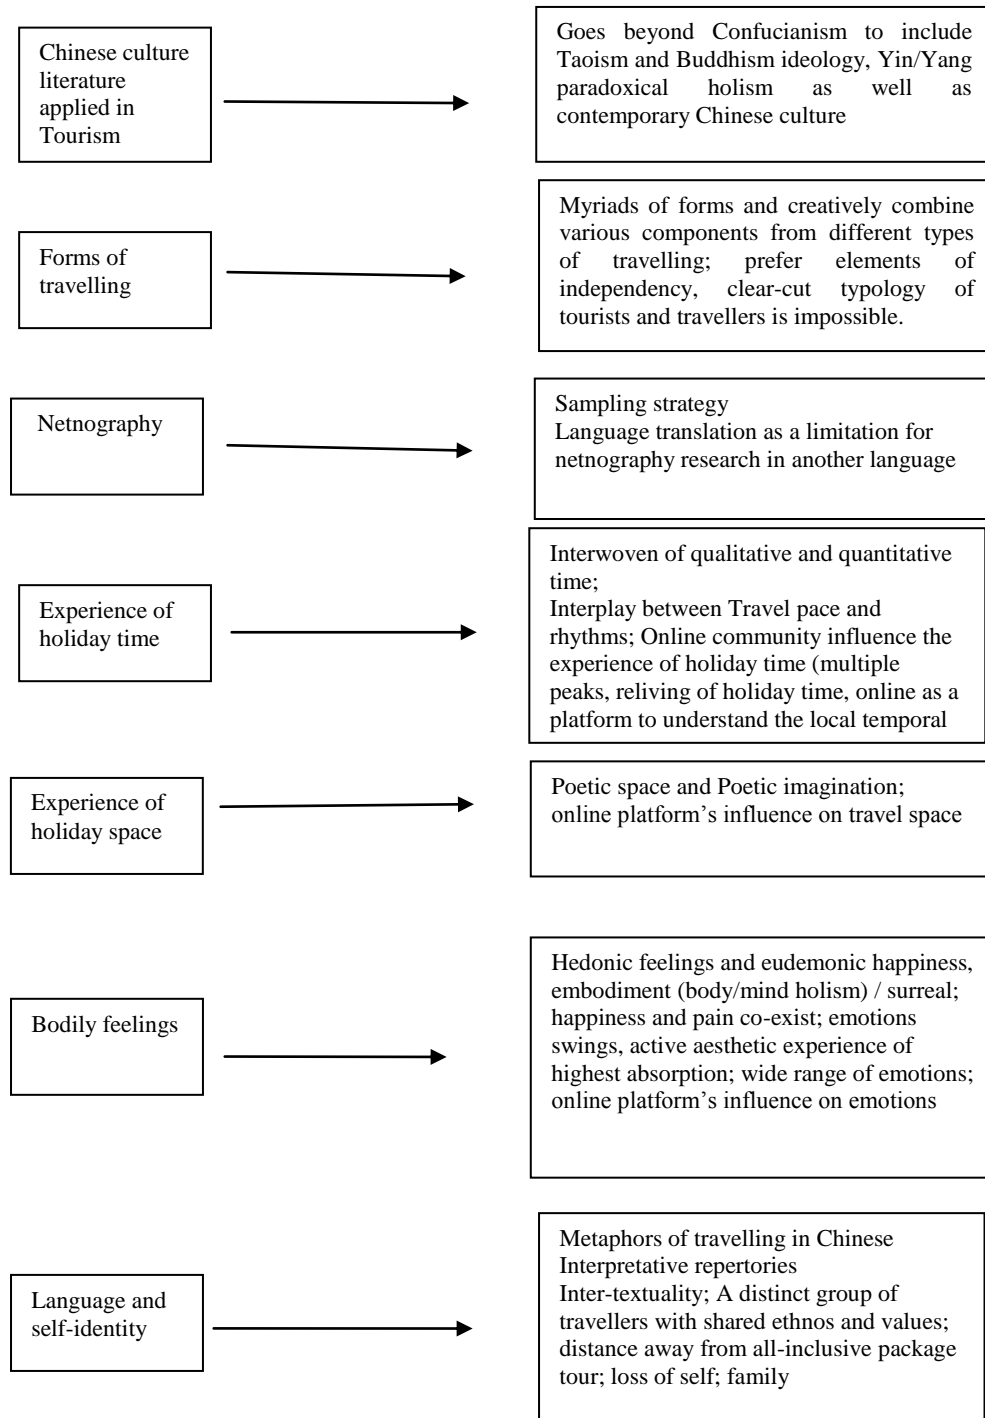 Chinese culture
literature
applied in
Tourism
Goes beyond Confucianism to include
Taoism and Buddhism ideology, Yin/Yang
paradoxical holism as well as
contemporary Chinese culture
Forms of
travelling
Myriads of forms and creatively combine
various components from different types
of travelling; prefer elements of
independency, clear-cut typology of
tourists and travellers is impossible.
Netnography
Sampling strategy
Language translation as a limitation for
netnography research in another language
Experience of
holiday time
Interwoven of qualitative and quantitative
time;
Interplay between Travel pace and
rhythms; Online community influence the
experience of holiday time (multiple
peaks, reliving of holiday time, online as a
platform to understand the local temporal
Experience of
holiday space
Poetic space and Poetic imagination;
online platform's influence on travel space
Bodily feelings
Hedonic feelings and eudemonic happiness,
embodiment (body/mind holism) / surreal;
happiness and pain co-exist; emotions
swings, active aesthetic experience of
highest absorption; wide range of emotions;
online platform's influence on emotions
Language and
self-identity
Metaphors of travelling in Chinese
Interpretative repertories
Inter-textuality; A distinct group of
travellers with shared ethnos and values;
distance away from all-inclusive package
tour; loss of self; family